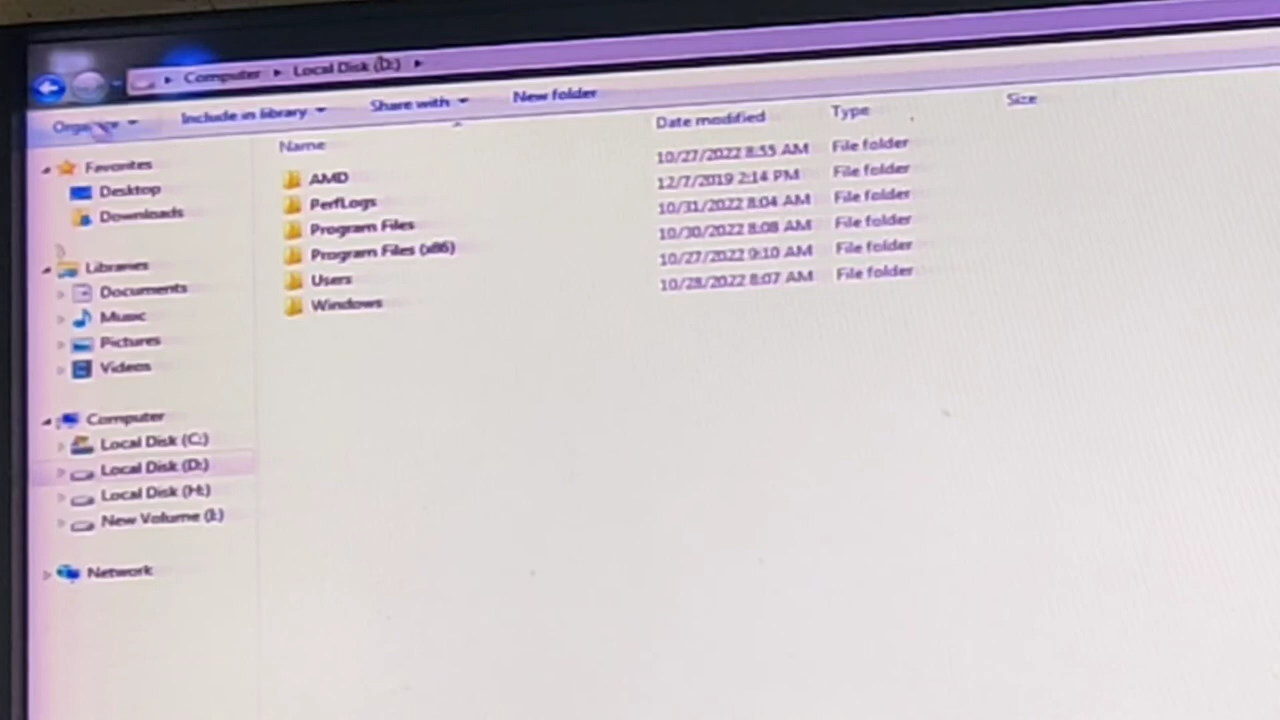 Computer ▸ Local Disk (D:) ▸
Organize Include in library Share with New folder
Name Date modified Type Size
AMD 10/27/2022 8:55 AM File folder
PerfLogs 12/7/2019 2:14 PM File folder
Program Files 10/31/2022 8:04 AM File folder
Program Files (x86) 10/30/2022 8:08 AM File folder
Users 10/27/2022 9:10 AM File folder
Windows 10/28/2022 8:07 AM File folder
Favorites
Desktop
Downloads
Libraries
Documents
Music
Pictures
Videos
Computer
Local Disk (C:)
Local Disk (D:)
Local Disk (H:)
New Volume (I:)
Network